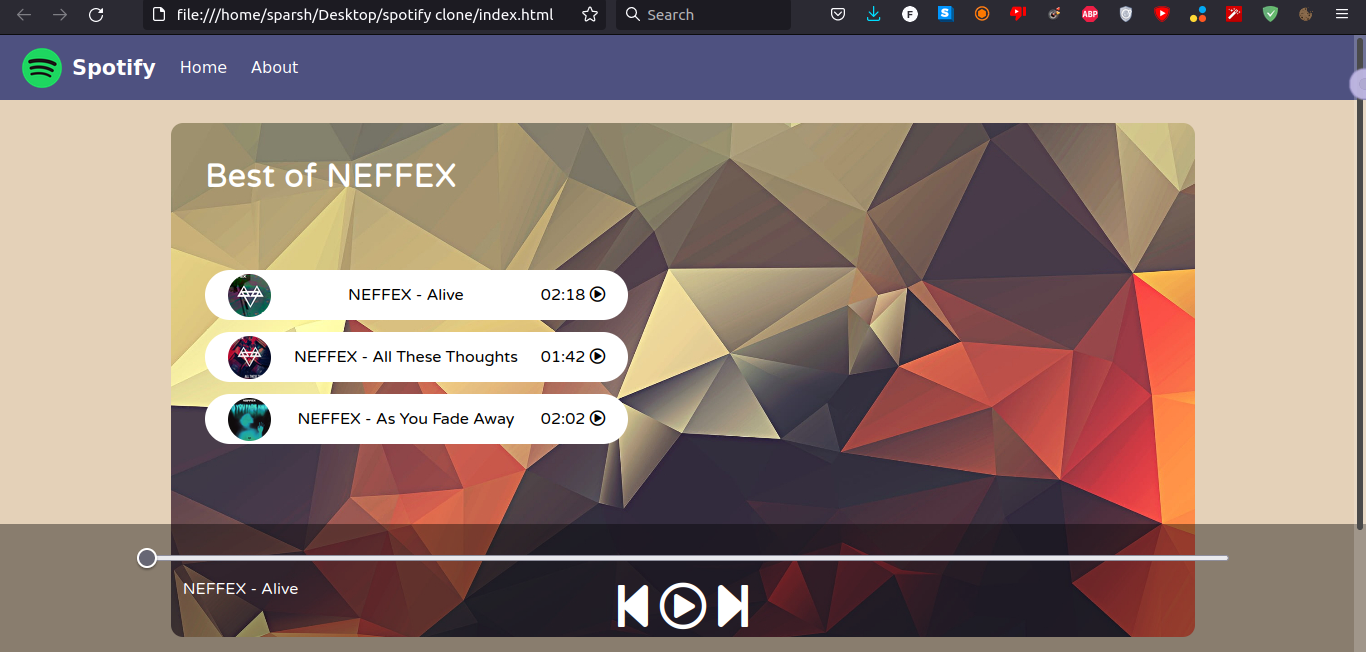 file:///home/sparsh/Desktop/spotify clone/index.html
Search
F
S
ABP
Spotify Home About
Best of NEFFEX
NEFFEX - Alive 02:18
NEFFEX - All These Thoughts 01:42
NEFFEX - As You Fade Away 02:02
NEFFEX - Alive